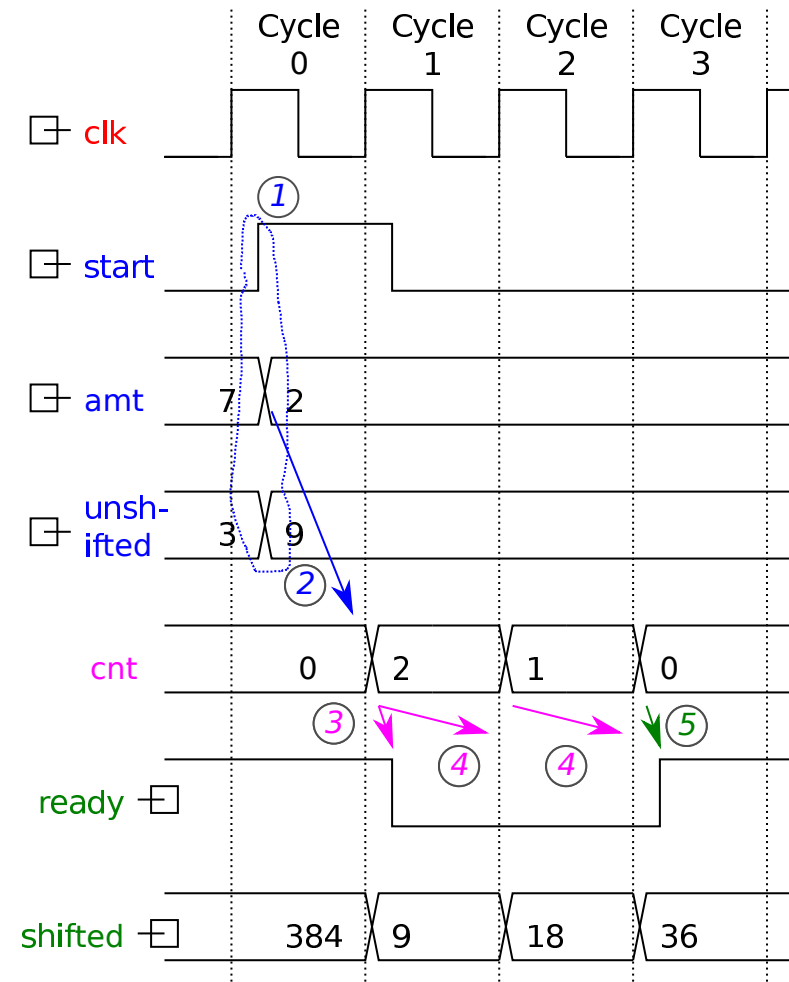 Cycle Cycle Cycle Cycle
0 1 2 3
clk
1
start
amt 7 2
unsh-
ifted 3 9
2
cnt 0 2 1 0
3 4 4 5
ready
shifted 384 9 18 36